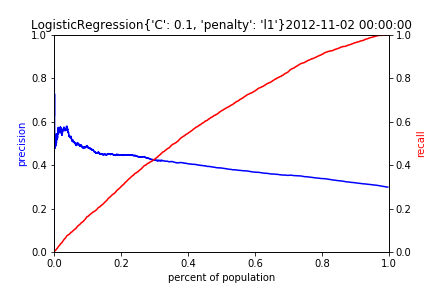 LogisticRegression{'C': 0.1, 'penalty': 'l1'}2012-11-02 00:00:00
1.0
0.8
0.6
0.4
0.2
0.0
precision
1.0
0.8
0.6
0.4
0.2
0.0
recall
0.0 0.2 0.4 0.6 0.8 1.0
percent of population